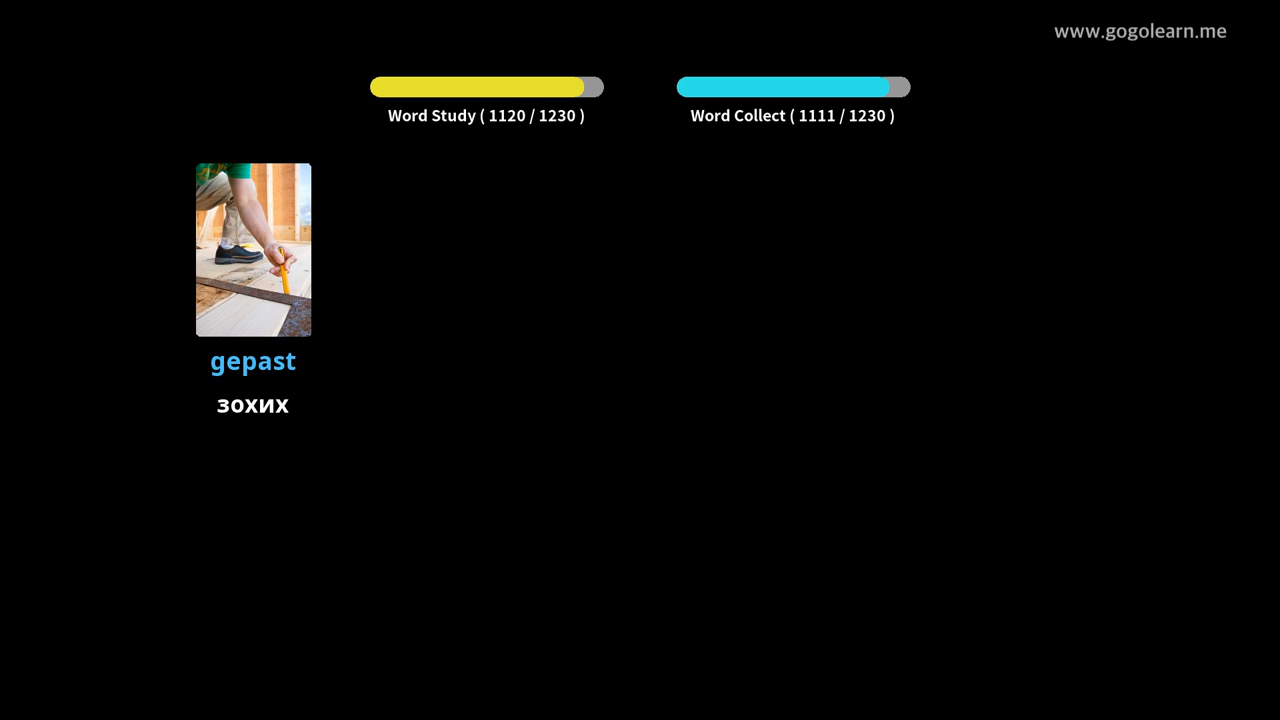 www.gogolearn.me
Word Study ( 1120 / 1230 )
Word Collect ( 1111 / 1230 )
gepast
зохих